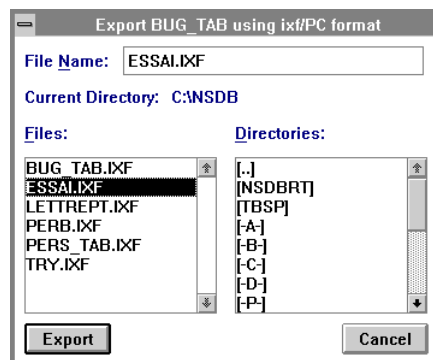 Export BUG_TAB using ixf/PC format
File Name: ESSAI.IXF
Current Directory: C:\NSDB
Files: Directories:
BUG_TAB.IXF [..]
ESSAI.IXF [NSDBRT]
LETTREPT.IXF [TBSP]
PERB.IXF [-A-]
PERS_TAB.IXF [-B-]
TRY.IXF [-C-]
[-D-]
[-P-]
Export Cancel